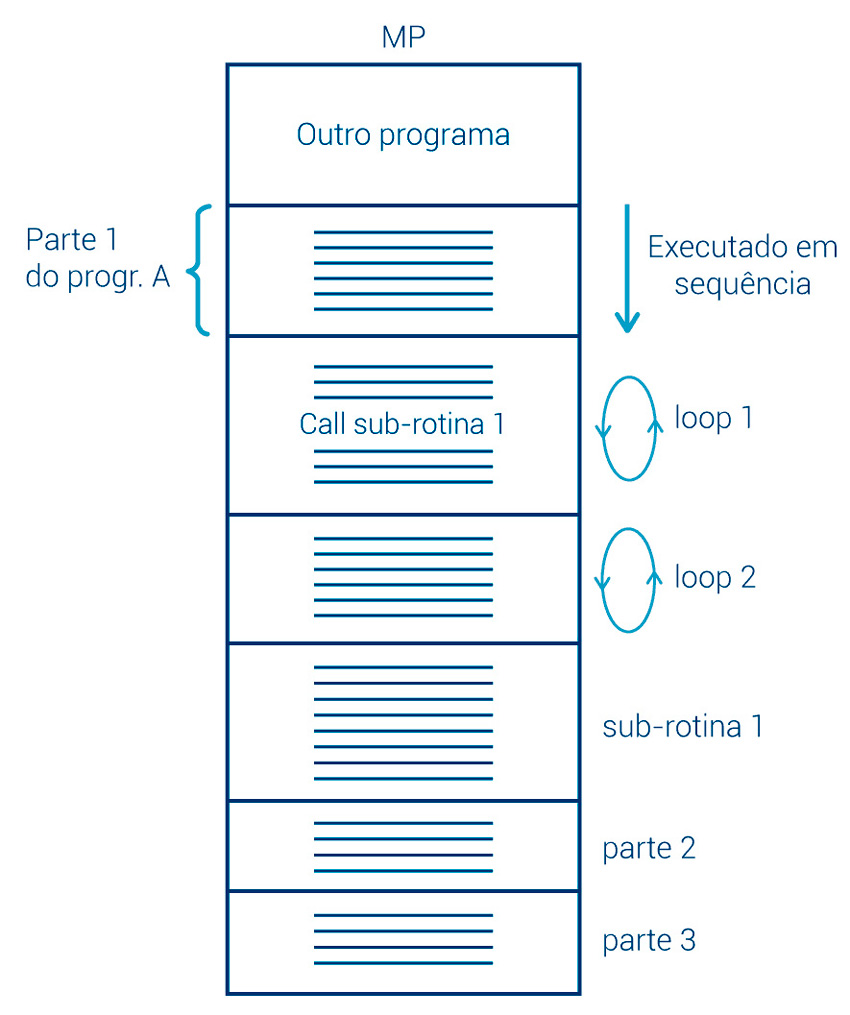 MP
Outro programa
Parte 1
do progr. A
Executado em
sequência
Call sub-rotina 1
loop 1
loop 2
sub-rotina 1
parte 2
parte 3